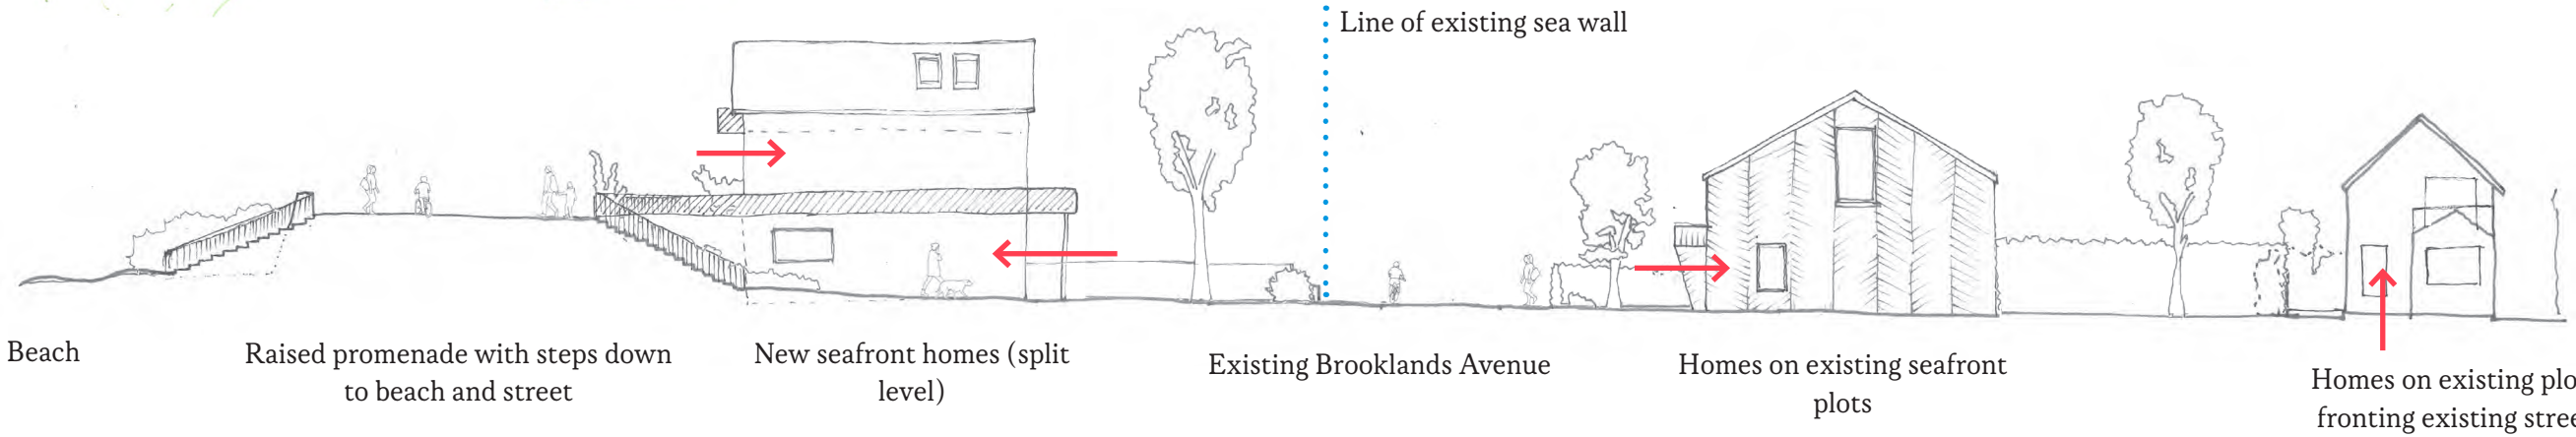 Line of existing sea wall
Beach
Raised promenade with steps down
to beach and street
New seafront homes (split
level)
Existing Brooklands Avenue
Homes on existing seafront
plots
Homes on existing plo
fronting existing stree